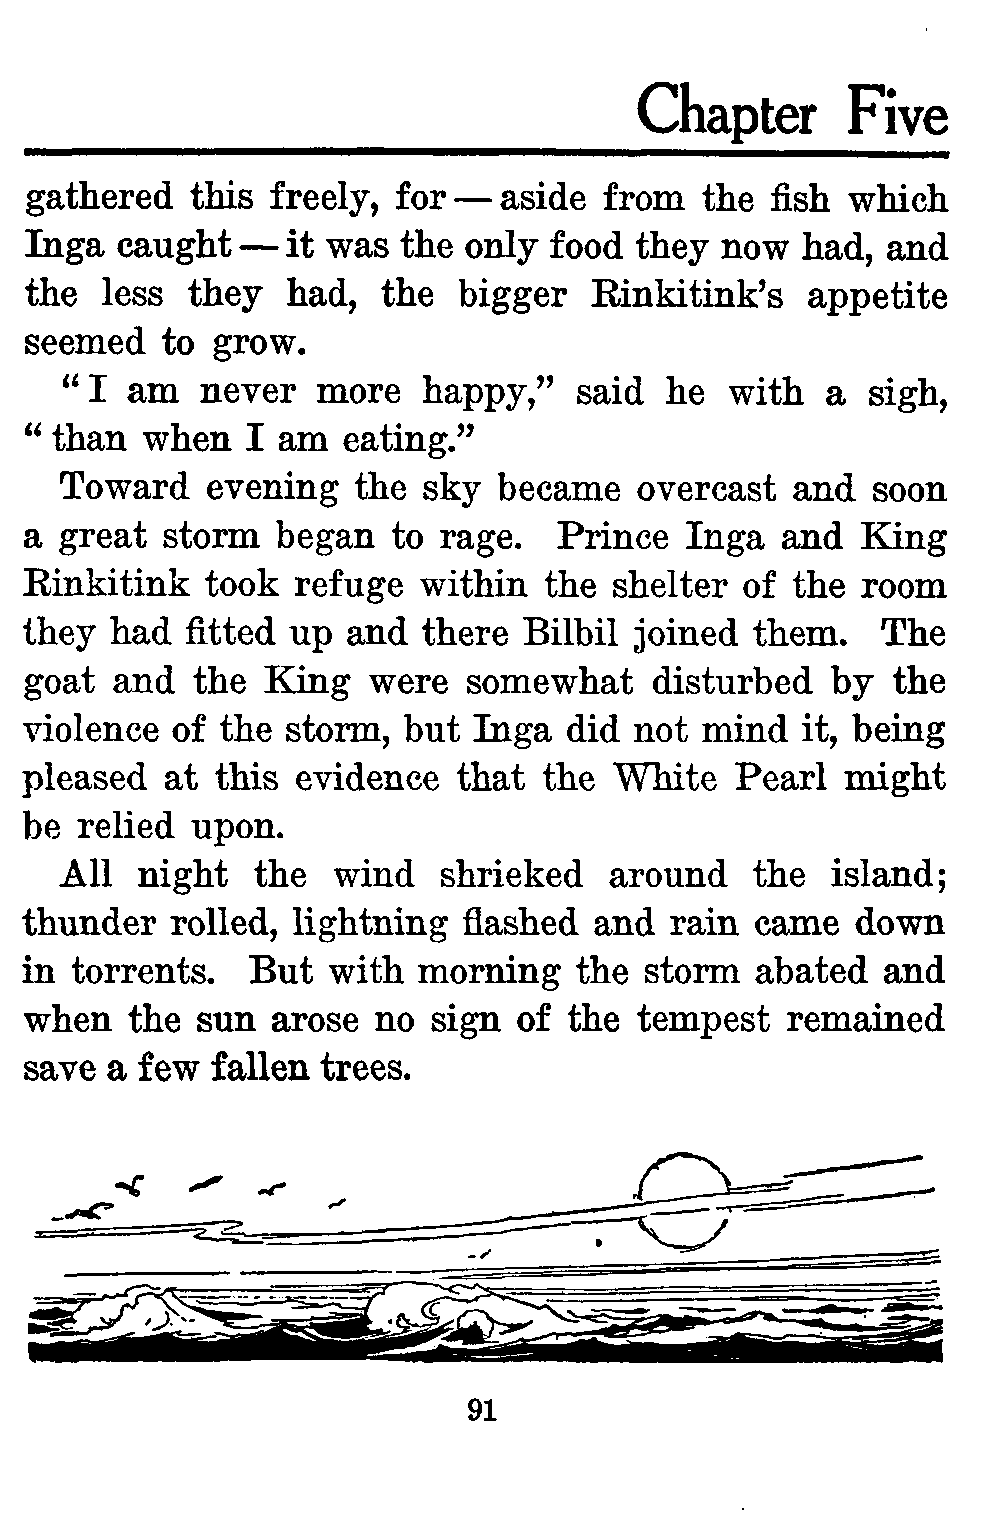 Chapter Five
gathered this freely, for — aside from the fish which
Inga caught — it was the only food they now had, and
the less they had, the bigger Rinkitink’s appetite
seemed to grow.
“ I am never more happy,” said he with a sigh,
“ than when I am eating.”
Toward evening the sky became overcast and soon
a great storm began to rage. Prince Inga and King
Rinkitink took refuge within the shelter of the room
they had fitted up and there Bilbil joined them. The
goat and the King were somewhat disturbed by the
violence of the storm, but Inga did not mind it, being
pleased at this evidence that the White Pearl might
be relied upon.
All night the wind shrieked around the island;
thunder rolled, lightning flashed and rain came down
in torrents. But with morning the storm abated and
when the sun arose no sign of the tempest remained
save a few fallen trees.
91